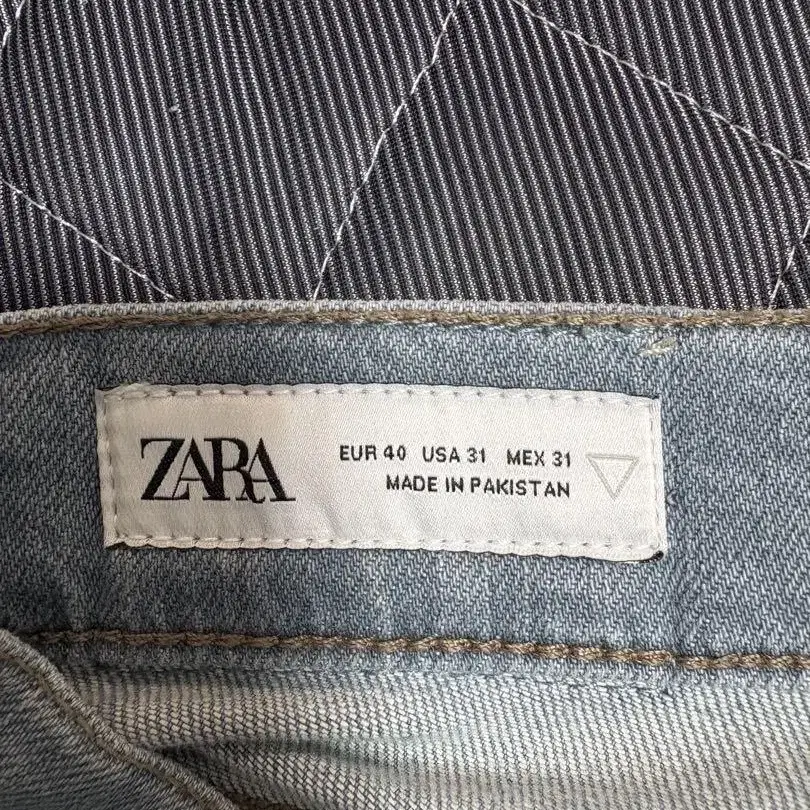 ZARA
EUR 40 USA 31 MEX 31
MADE IN PAKISTAN